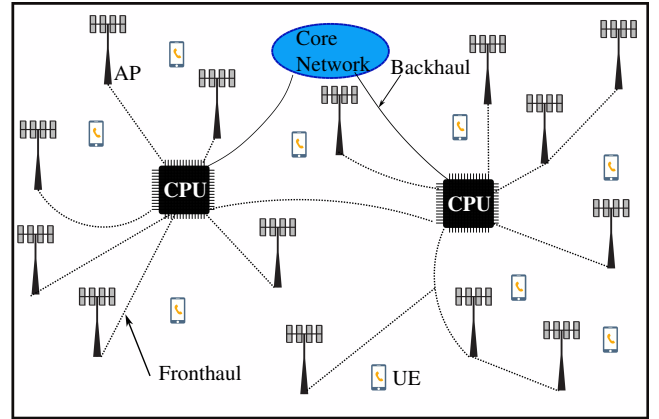 Core
Network
Backhaul
AP
CPU
CPU
Fronthaul
UE